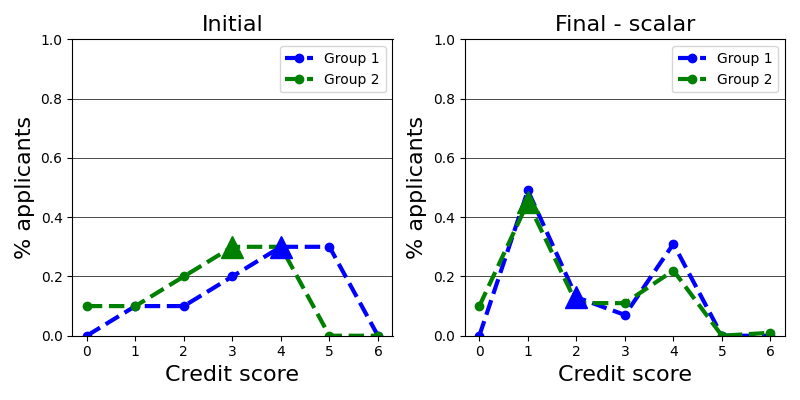 Initial
Final - scalar
% applicants
1.0
0.8
0.6
0.4
0.2
0.0
Group 1
Group 2
0 1 2 3 4 5 6
Credit score
% applicants
1.0
0.8
0.6
0.4
0.2
0.0
Group 1
Group 2
0 1 2 3 4 5 6
Credit score